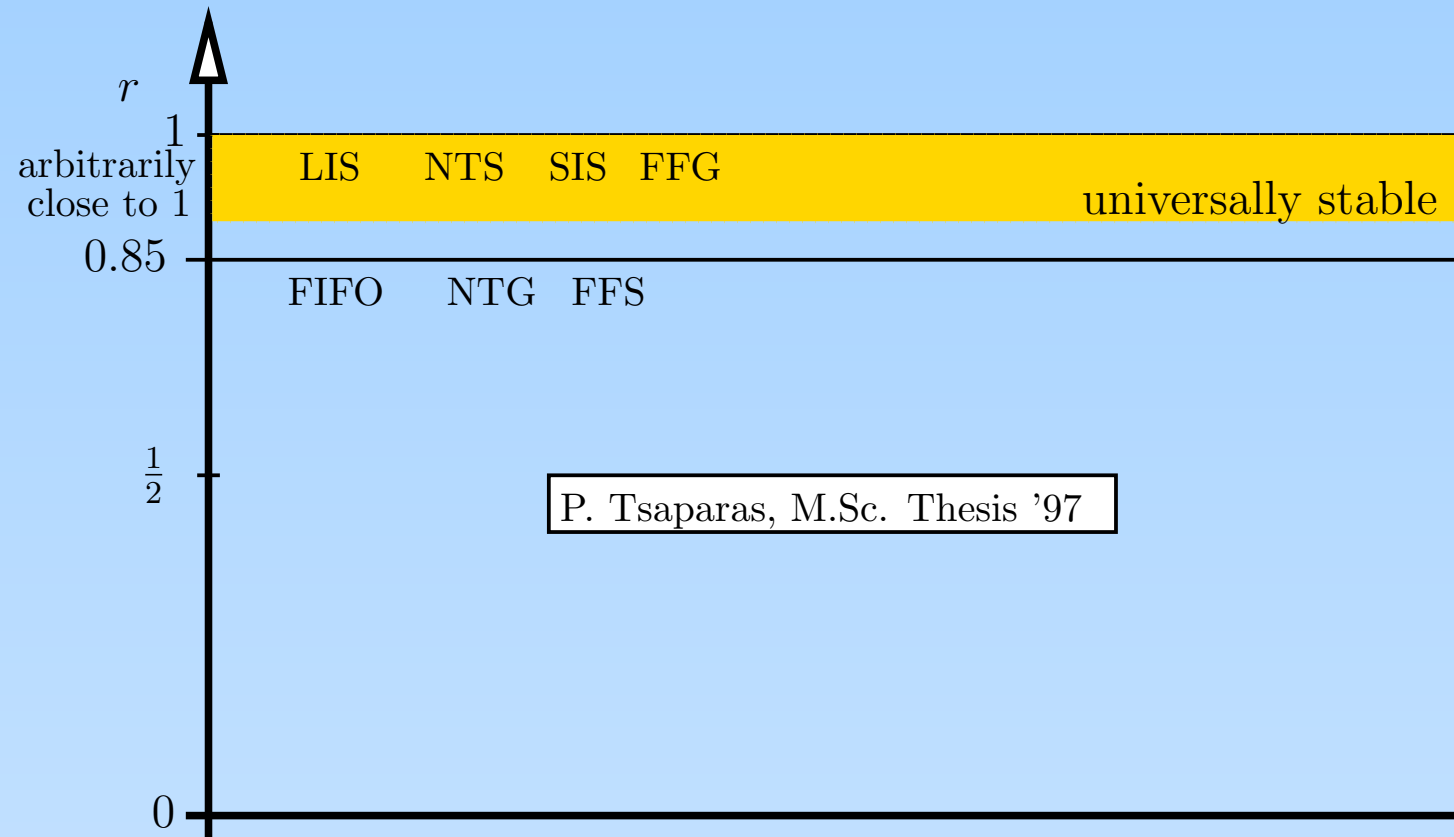 r
1
arbitrarily
close to 1
LIS NTS SIS FFG
universally stable
0.85
FIFO NTG FFS
1
2
P. Tsaparas, M.Sc. Thesis ’97
0